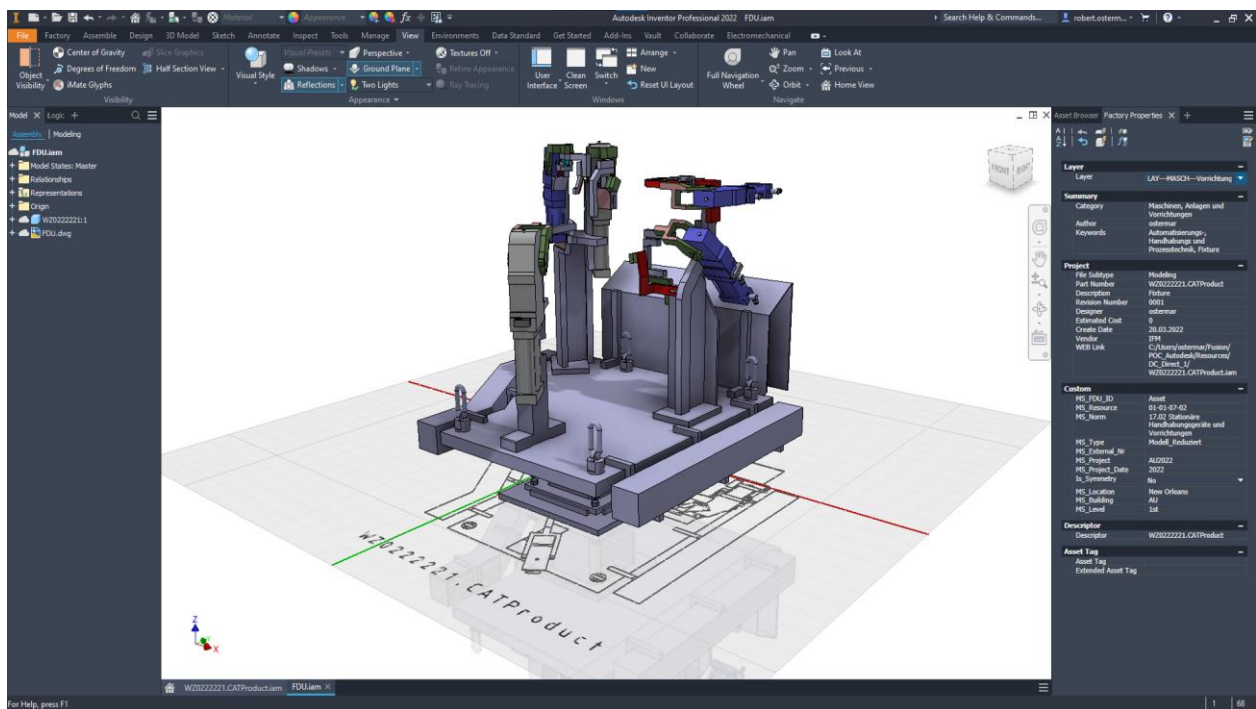 Material
Appearance
Autodesk Inventor Professional 2022 FDU.iam
Search Help & Commands...
robert.osterm...
File Factory Assemble Design 3D Model Sketch Annotate Inspect Tools Manage View Environments Data Standard Get Started Add-Ins Vault Collaborate Electromechanical
Object Visibility
Center of Gravity
Degrees of Freedom
iMate Glyphs
Slice Graphics
Half Section View
Visibility
Visual Style
Visual Presets
Shadows
Reflections
Perspective
Ground Plane
Two Lights
Textures Off
Refine Appearance
Ray Tracing
Appearance
User Interface
Clean Screen
Switch
Arrange
New
Reset UI Layout
Windows
Full Navigation Wheel
Pan
Zoom
Orbit
Look At
Previous
Home View
Navigate
Model Logic
Assembly Modeling
FDU.iam
Model States: Master
Relationships
Representations
Origin
WZ0222221:1
FDU.dwg
FRONT RIGHT
WZ0222221.CATProduct
Z
X
Asset Browser Factory Properties
Layer
Layer LAY---MASCH---Vorrichtung
Summary
Category Maschinen, Anlagen und
Vorrichtungen
Author ostermar
Keywords Automatisierungs-,
Handhabungs und
Prozesstechnik, Fixture
Project
File Subtype Modeling
Part Number WZ0222221.CATProduct
Description Fixture
Revision Number 0001
Designer ostermar
Estimated Cost 0
Create Date 20.03.2022
Vendor IFM
WEB Link C:/Users/ostermar/Fusion/
POC_Autodesk/Resources/
DC_Direct_1/
WZ0222221.CATProduct.iam
Custom
MS_FDU_ID Asset
MS_Resource 01-01-07-02
MS_Norm 17.02 Stationäre
Handhabungsgeräte und
Vorrichtungen
MS_Type Modell_Reduziert
MS_External_Nr
MS_Project AU2022
MS_Project_Date 2022
Is_Symmetry No
MS_Location New Orleans
MS_Building AU
MS_Level 1st
Descriptor
Descriptor WZ0222221.CATProduct
Asset Tag
Asset Tag
Extended Asset Tag
WZ0222221.CATProduct.iam FDU.iam
For Help, press F1
1 68